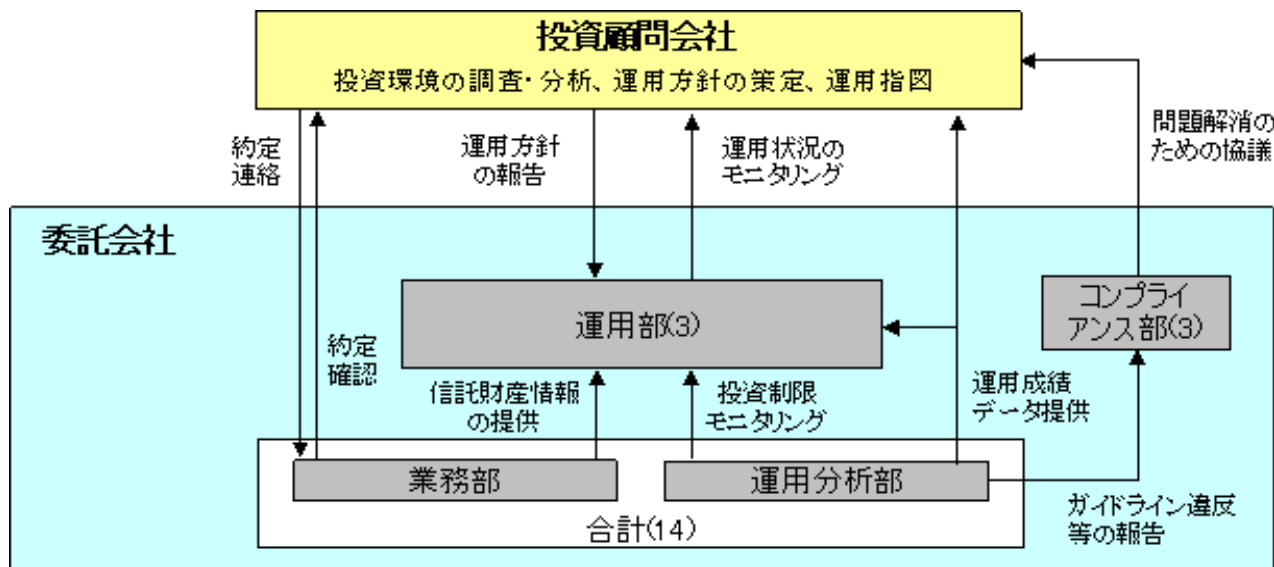 投資顧問会社
投資環境の調査・分析、運用方針の策定、運用指図
約定
連絡
運用方針
の報告
運用状況の
モニタリング
問題解消の
ための協議
委託会社
運用部(3)
コンプライ
アンス部(3)
約定
確認
信託財産情報
の提供
投資制限
モニタリング
運用成績
データ提供
業務部
運用分析部
合計(14)
ガイドライン違反
等の報告